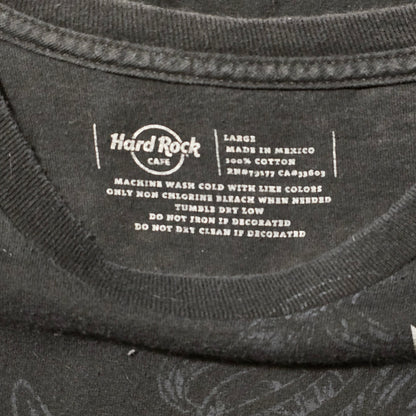 Hard Rock
CAFE
LARGE
MADE IN MEXICO
100% COTTON
RN#73277 CA#33603
MACHINE WASH COLD WITH LIKE COLORS
ONLY NON CHLORINE BLEACH WHEN NEEDED
TUMBLE DRY LOW
DO NOT IRON IF DECORATED
DO NOT DRY CLEAN IF DECORATED